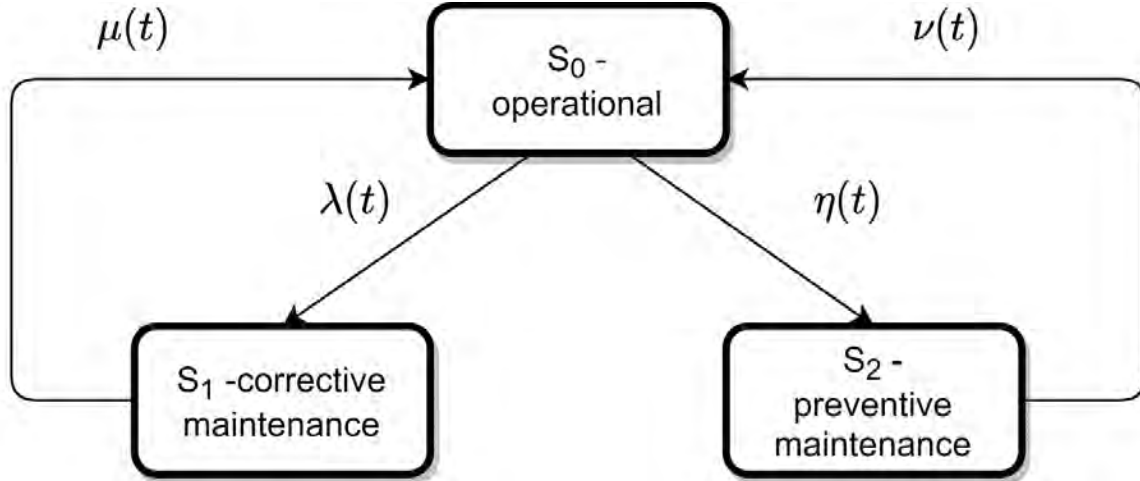 μ(t)
ν(t)
S₀ -
operational
λ(t)
η(t)
S₁ -corrective
maintenance
S₂ -
preventive
maintenance